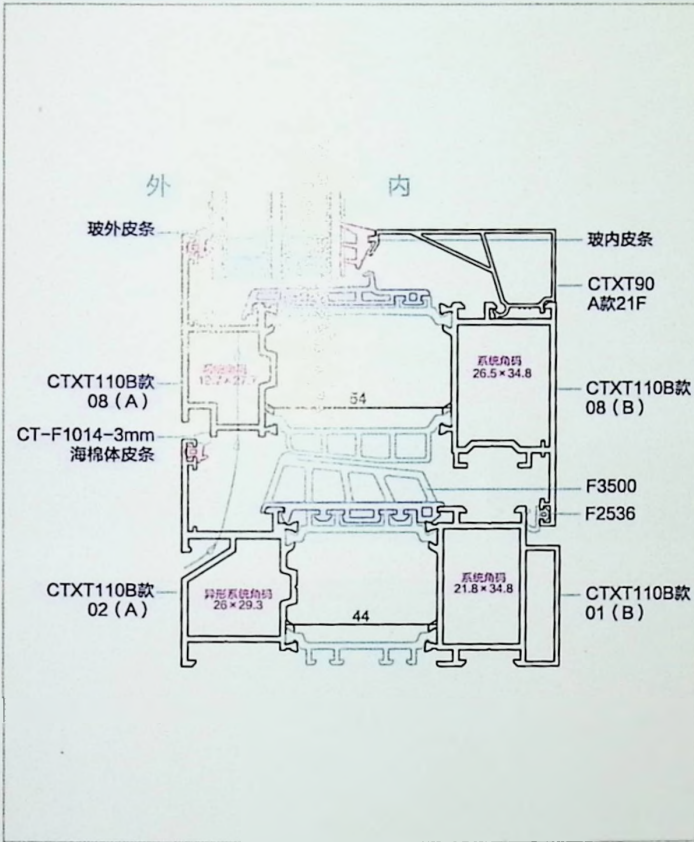 外
内
玻外皮条
玻内皮条
CTXT90
A款21F
系统角码
26.5×34.8
54
CTXT110B款
08（A）
CTXT110B款
08（B）
CT-F1014-3mm
海棉体皮条
F3500
F2536
CTXT110B款
02（A）
异形系统角码
26×29.3
44
系统角码
21.8×34.8
CTXT110B款
01（B）